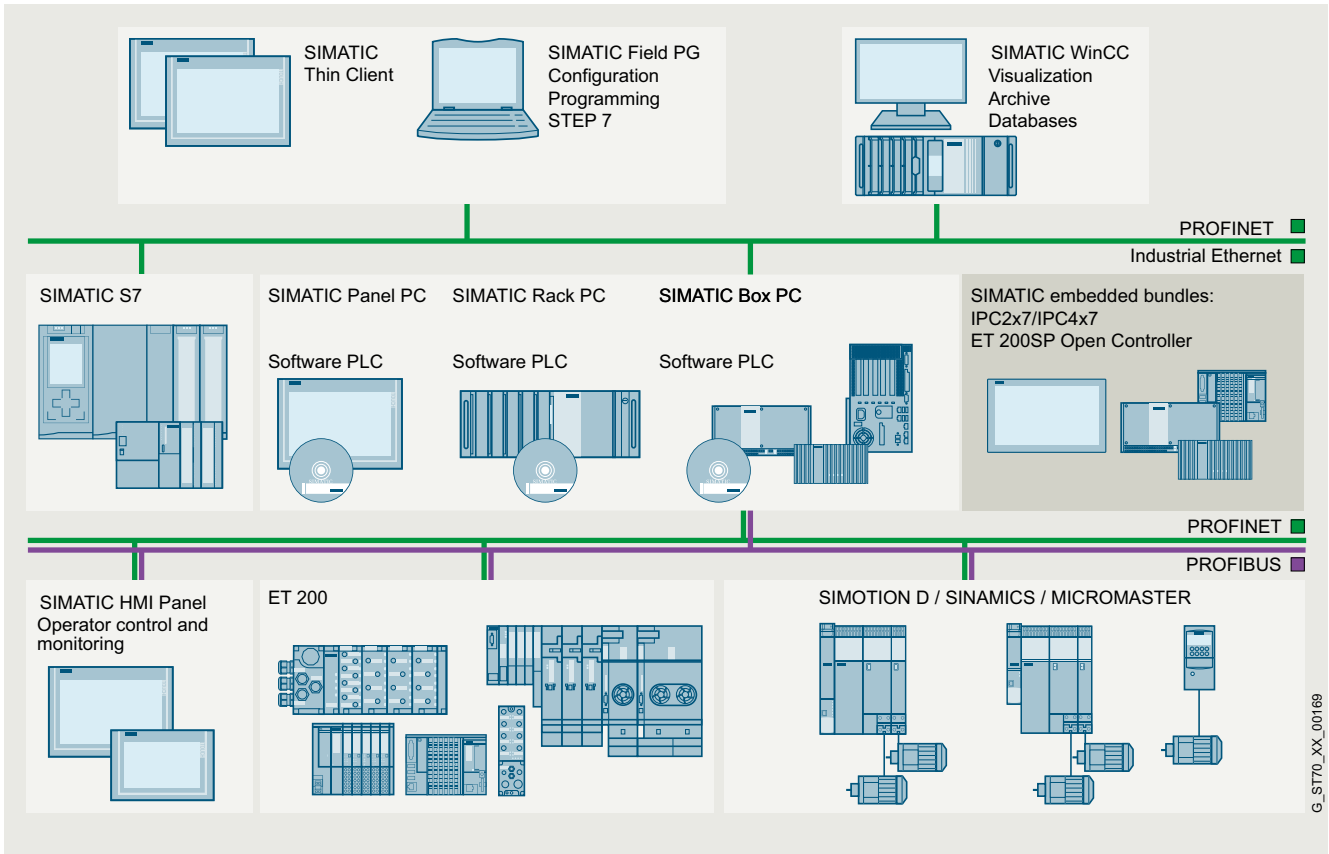 SIMATIC
Thin Client
SIMATIC Field PG
Configuration
Programming
STEP 7
SIMATIC WinCC
Visualization
Archive
Databases
PROFINET
Industrial Ethernet
SIMATIC S7
SIMATIC Panel PC
Software PLC
SIMATIC Rack PC
Software PLC
SIMATIC Box PC
Software PLC
SIMATIC embedded bundles:
IPC2x7/IPC4x7
ET 200SP Open Controller
PROFINET
PROFIBUS
SIMATIC HMI Panel
Operator control and
monitoring
ET 200
SIMOTION D / SINAMICS / MICROMASTER
G_ST70_XX_00169